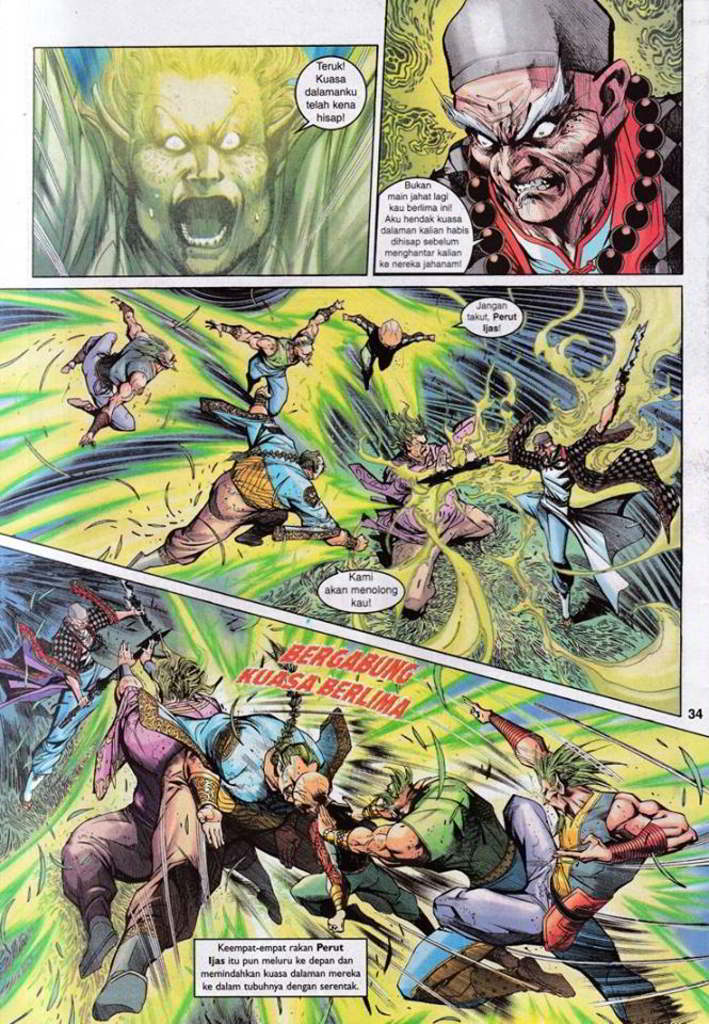 Teruk!
Kuasa
dalamanku
telah kena
hisap!
Bukan
main jahat lagi
kau berlima ini!
Aku hendak kuasa
dalaman kalian habis
dihisap sebelum
menghantar kalian
ke nereka jahanam!
Jangan
takut, Perut
Ijas!
Kami
akan menolong
kau!
34
BERGABUNG
KUASA BERLIMA
Keempat-empat rakan Perut
Ijas itu pun meluru ke depan dan
memindahkan kuasa dalaman mereka
ke dalam tubuhnya dengan serentak.